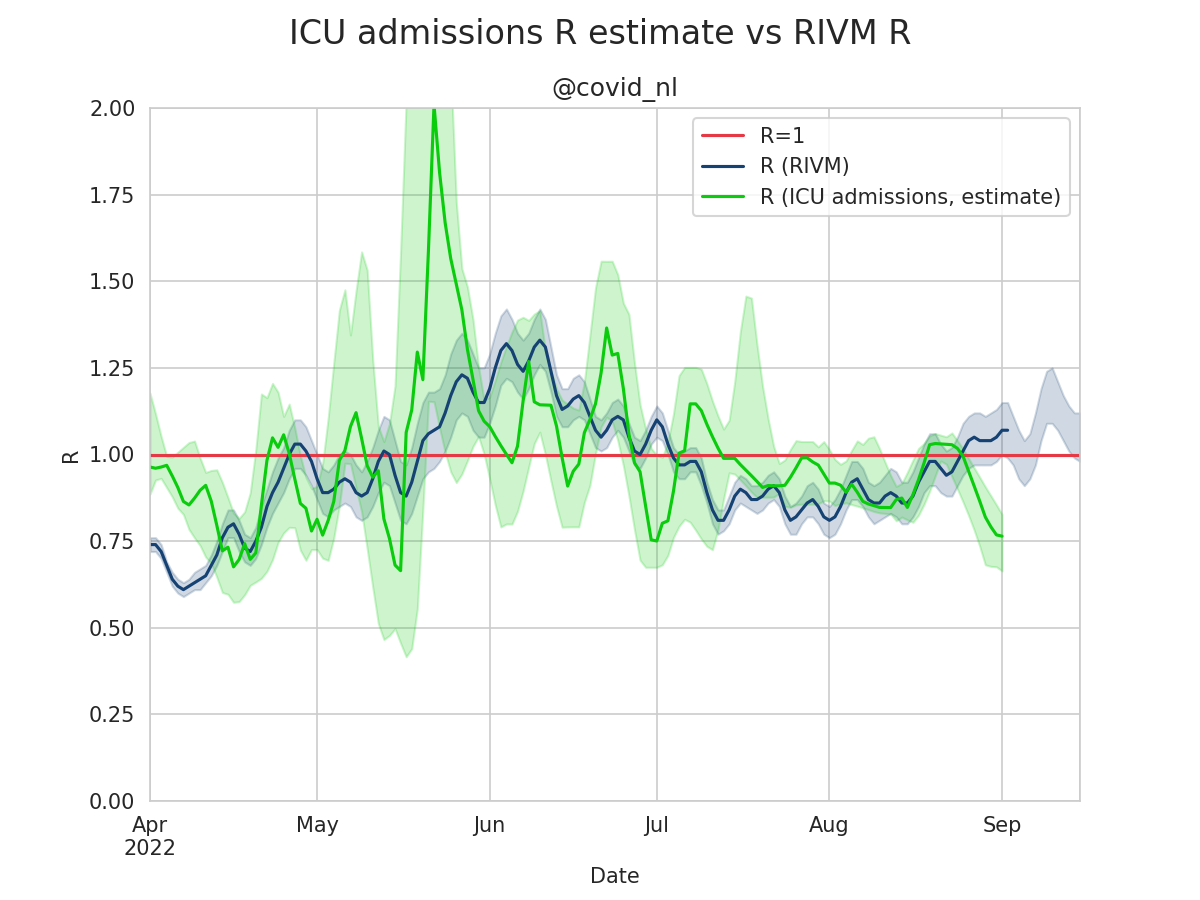 ICU admissions R estimate vs RIVM R
@covid_nl
R=1
R (RIVM)
R (ICU admissions, estimate)
2.00
1.75
1.50
1.25
1.00
0.75
0.50
0.25
0.00
R
Apr May Jun Jul Aug Sep
2022
Date